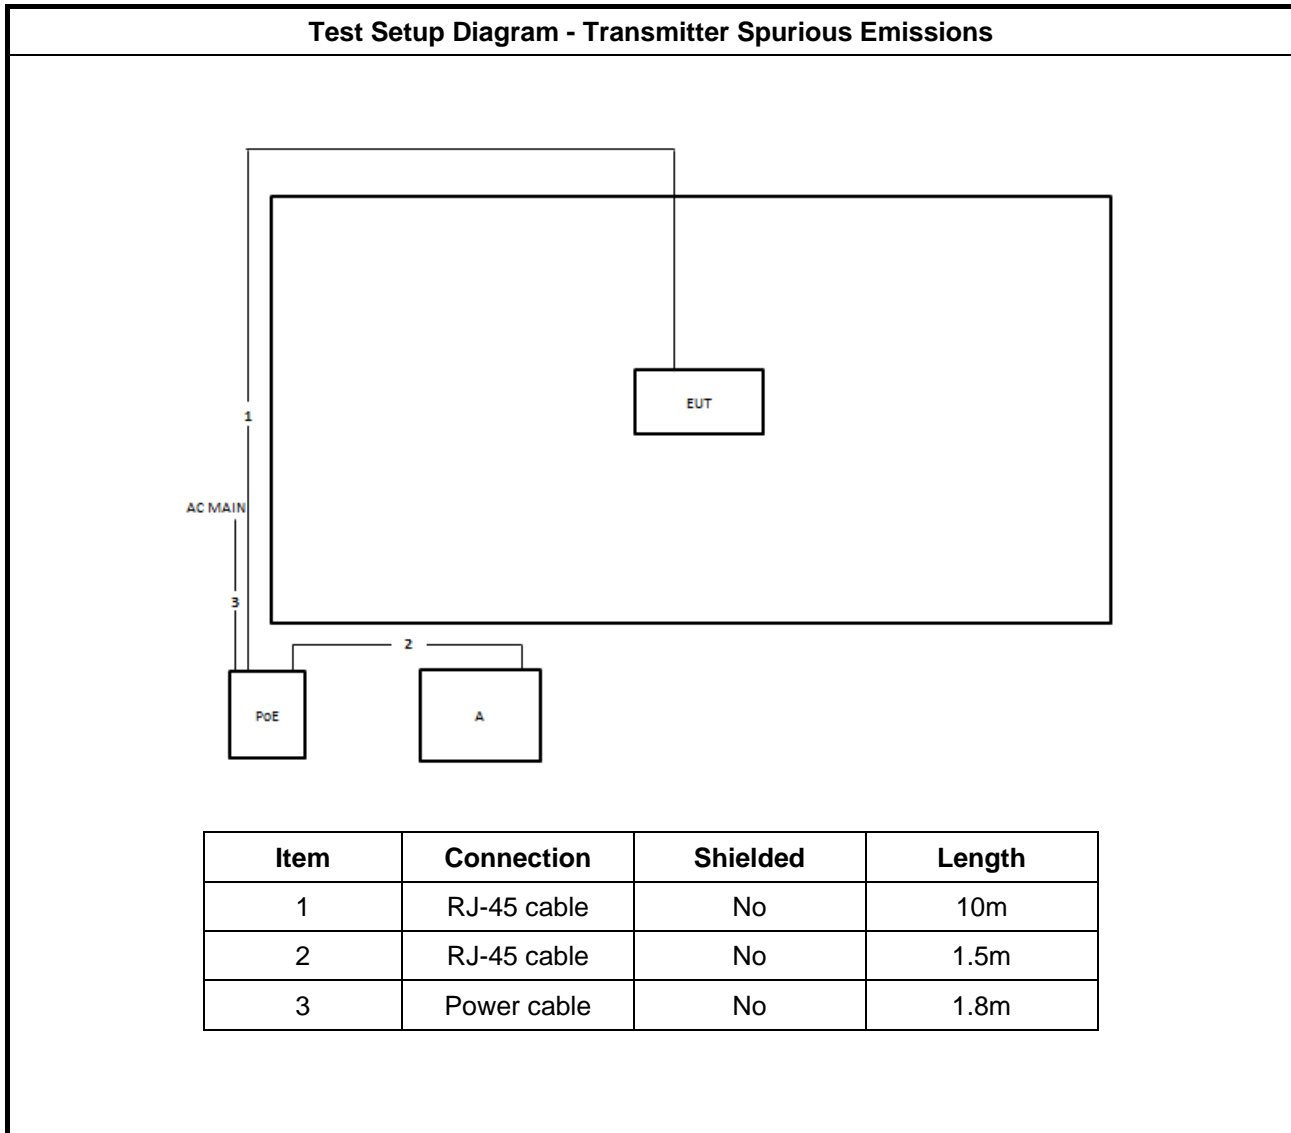 Test Setup Diagram - Transmitter Spurious Emissions
EUT
1
AC MAIN
3
2
PoE
A
Item Connection Shielded Length
1 RJ-45 cable No 10m
2 RJ-45 cable No 1.5m
3 Power cable No 1.8m